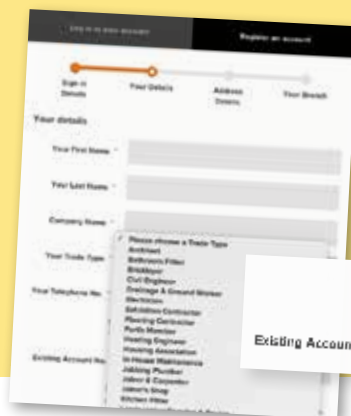 Log in to your account
Register an account
Sign in Details
Your Details
Address Details
Your Branch
Your details
Your First Name *
Your Last Name *
Company Name *
Your Trade Type
✓ Please choose a Trade Type
Architect
Bathroom Fitter
Bricklayer
Civil Engineer
Drainage & Ground Worker
Electrician
Exhibition Contractor
Flooring Contractor
Heating Engineer
Housing Association
In-House Maintenance
Jobbing Plumber
Joiner & Carpenter
Joiner's Shop
Kitchen Fitter
Your Telephone No.
Existing Account No.
Existing Accoun